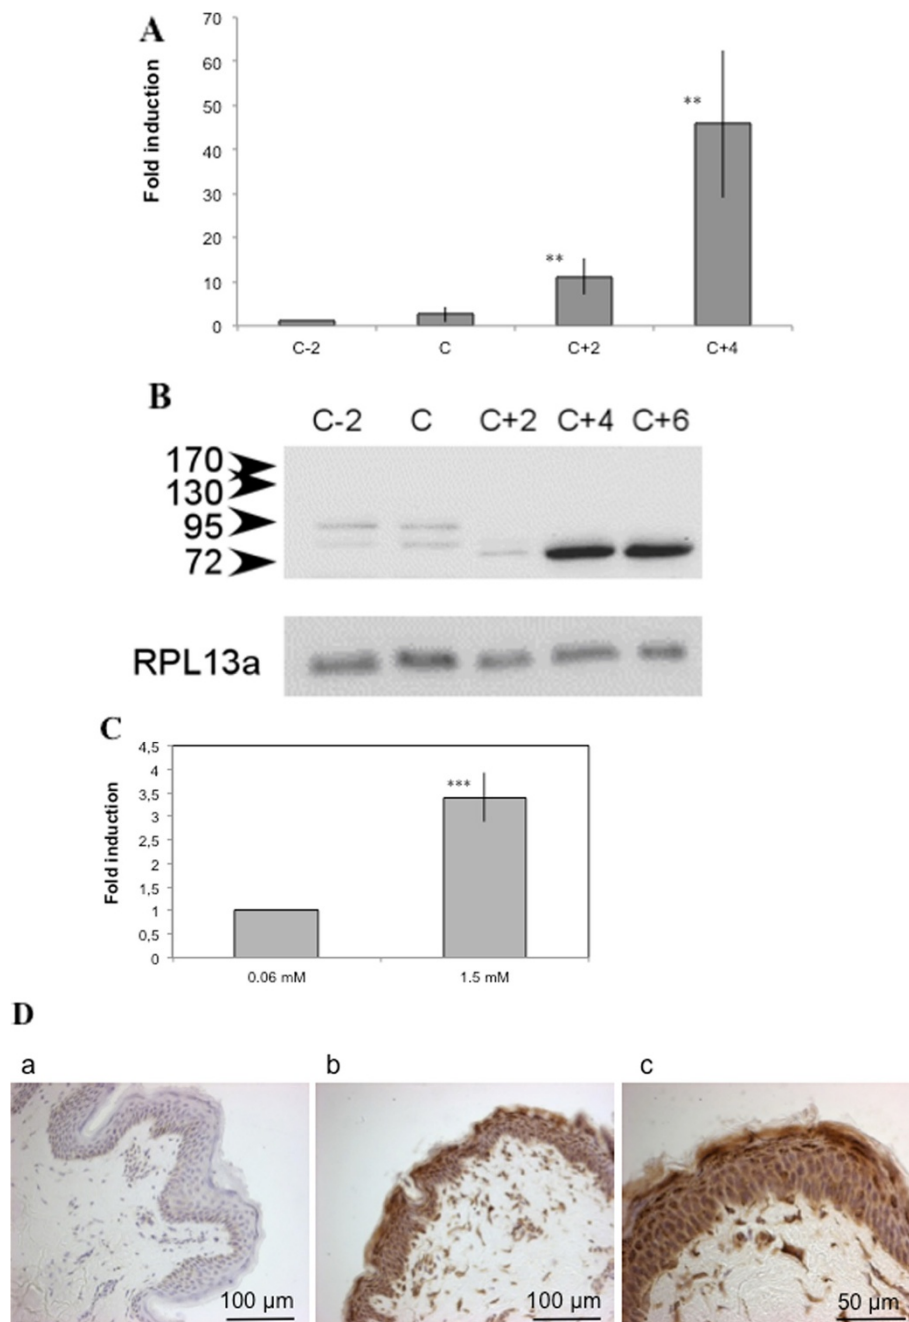 A
70
60
50
40
30
20
10
0
Fold induction
**
**
C-2 C C+2 C+4
B
C-2 C C+2 C+4 C+6
170
130
95
72
RPL13a
C
4,5
4
3,5
3
2,5
2
1,5
1
0,5
0
Fold induction
***
0.06 mM 1.5 mM
D
a b c
100 µm 100 µm 50 µm